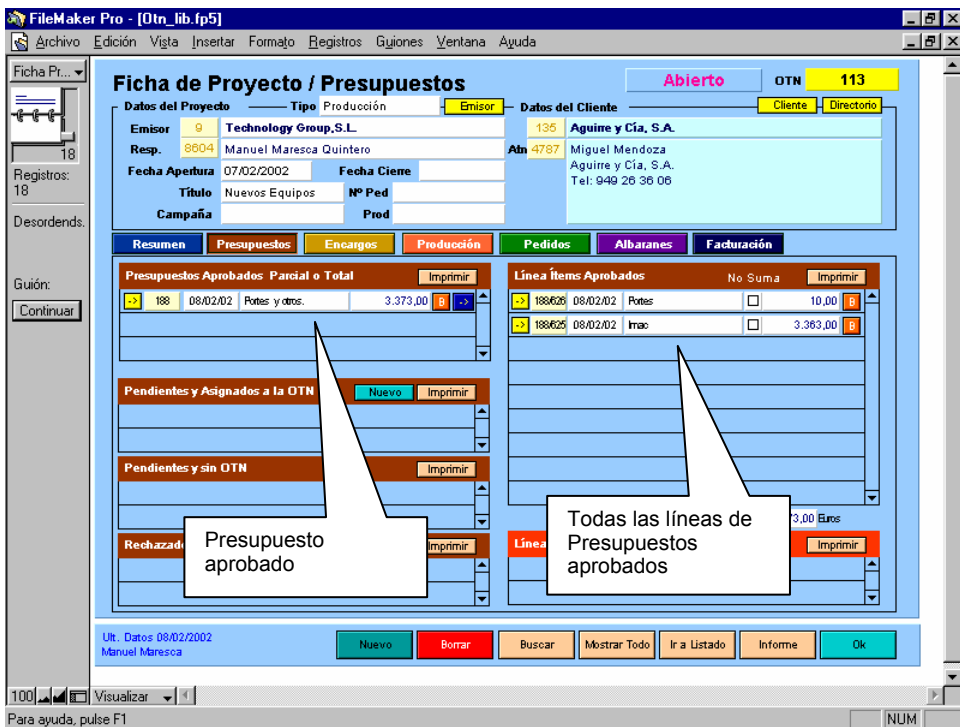 FileMaker Pro - [Otn_lib.fp5]
Archivo Edición Vista Insertar Formato Registros Guiones Ventana Ayuda
Ficha Pr...
18
Registros:
18
Desordends.
Guión:
Continuar
Ficha de Proyecto / Presupuestos
Abierto
OTN 113
Datos del Proyecto Tipo Producción Emisor
Emisor 9 Technology Group,S.L.
Resp. 8604 Manuel Maresca Quintero
Fecha Apertura 07/02/2002 Fecha Cierre
Título Nuevos Equipos Nº Ped
Campaña Prod
Datos del Cliente Cliente Directorio
135 Aguirre y Cía, S.A.
Atn 4787 Miguel Mendoza
Aguirre y Cía, S.A.
Tel: 949 26 36 06
Resumen Presupuestos Encargos Producción Pedidos Albaranes Facturación
Presupuestos Aprobados Parcial o Total Imprimir
-> 188 08/02/02 Portes y otros. 3.373,00 B ->
Pendientes y Asignados a la OTN Nuevo Imprimir
Pendientes y sin OTN Imprimir
Rechazado Imprimir
Línea Ítems Aprobados No Suma Imprimir
-> 188/626 08/02/02 Portes 10,00 B
-> 188/625 08/02/02 Imac 3.363,00 B
73,00 Euros
Línea Imprimir
Presupuesto
aprobado
Todas las líneas de
Presupuestos
aprobados
Ult. Datos 08/02/2002
Manuel Maresca
Nuevo Borrar Buscar Mostrar Todo Ir a Listado Informe Ok
100 Visualizar
Para ayuda, pulse F1
NUM